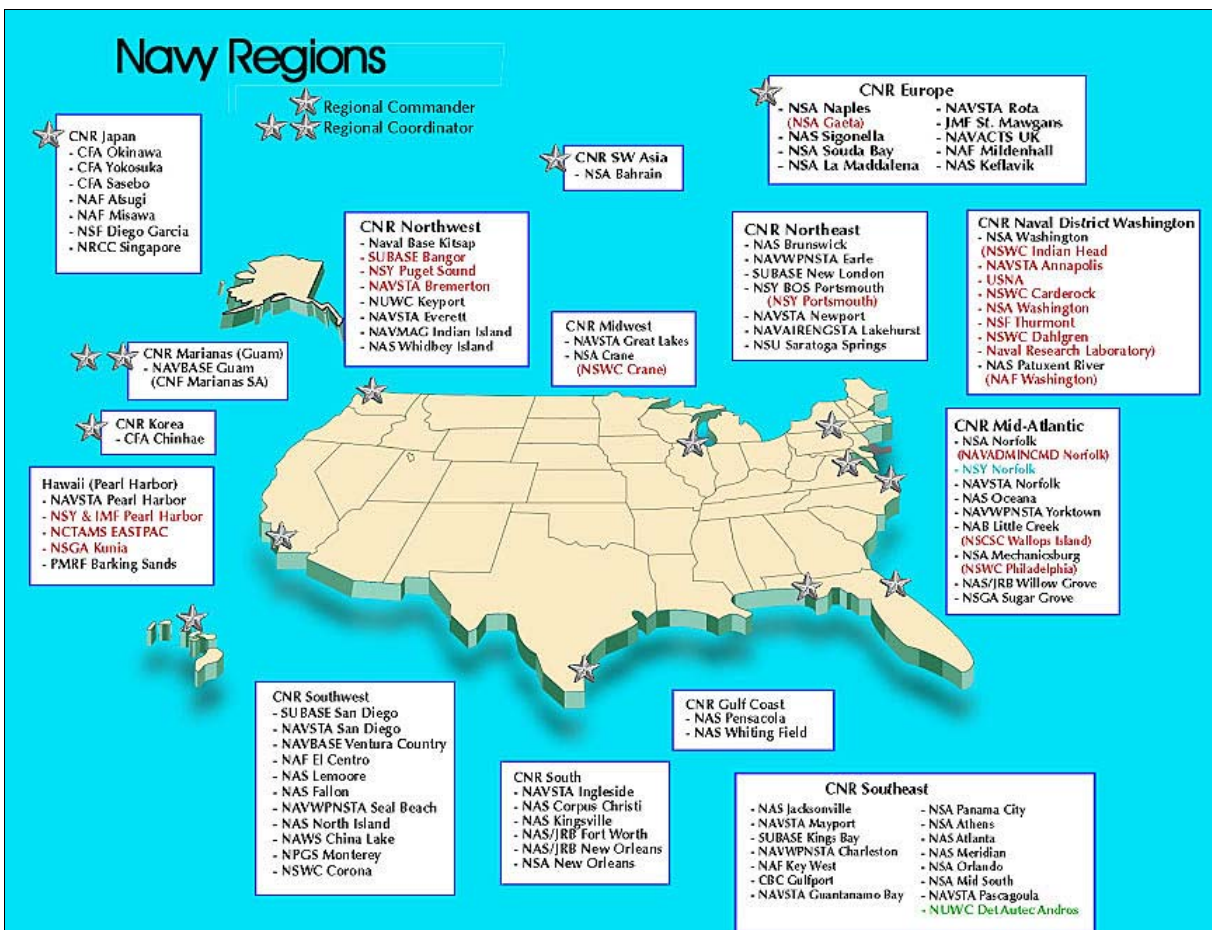 Navy Regions
Regional Commander
Regional Coordinator
CNR Japan
- CFA Okinawa
- CFA Yokosuka
- CFA Sasebo
- NAF Atsugi
- NAF Misawa
- NSF Diego Garcia
- NRCC Singapore
CNR SW Asia
- NSA Bahrain
CNR Europe
- NSA Naples
(NSA Gaeta)
- NAS Sigonella
- NSA Souda Bay
- NSA La Maddalena
- NAVSTA Rota
- JMF St. Mawgans
- NAVACTS UK
- NAF Mildenhall
- NAS Keflavik
CNR Northwest
- Naval Base Kitsap
- SUBASE Bangor
- NSY Puget Sound
- NAVSTA Bremerton
- NUWC Keyport
- NAVSTA Everett
- NAVMAG Indian Island
- NAS Whidbey Island
CNR Midwest
- NAVSTA Great Lakes
- NSA Crane
(NSWC Crane)
CNR Northeast
- NAS Brunswick
- NAVWPNSTA Earle
- SUBASE New London
- NSY BOS Portsmouth
(NSY Portsmouth)
- NAVSTA Newport
- NAVAIRENGSTA Lakehurst
- NSU Saratoga Springs
CNR Naval District Washington
- NSA Washington
(NSWC Indian Head
- NAVSTA Annapolis
- USNA
- NSWC Carderock
- NSA Washington
- NSF Thurmont
- NSWC Dahlgren
- Naval Research Laboratory)
- NAS Patuxent River
(NAF Washington)
CNR Marianas (Guam)
- NAVBASE Guam
(CNF Marianas SA)
CNR Korea
- CFA Chinhae
Hawaii (Pearl Harbor)
- NAVSTA Pearl Harbor
- NSY & IMF Pearl Harbor
- NCTAMS EASTPAC
- NSGA Kunia
- PMRF Barking Sands
CNR Mid-Atlantic
- NSA Norfolk
(NAVADMINCMD Norfolk)
- NSY Norfolk
- NAVSTA Norfolk
- NAS Oceana
- NAVWPNSTA Yorktown
- NAB Little Creek
(NSCSC Wallops Island)
- NSA Mechanicsburg
(NSWC Philadelphia)
- NAS/JRB Willow Grove
- NSGA Sugar Grove
CNR Southwest
- SUBASE San Diego
- NAVSTA San Diego
- NAVBASE Ventura Country
- NAF El Centro
- NAS Lemoore
- NAS Fallon
- NAVWPNSTA Seal Beach
- NAS North Island
- NAWS China Lake
- NPGS Monterey
- NSWC Corona
CNR South
- NAVSTA Ingleside
- NAS Corpus Christi
- NAS Kingsville
- NAS/JRB Fort Worth
- NAS/JRB New Orleans
- NSA New Orleans
CNR Gulf Coast
- NAS Pensacola
- NAS Whiting Field
CNR Southeast
- NAS Jacksonville
- NAVSTA Mayport
- SUBASE Kings Bay
- NAVWPNSTA Charleston
- NAF Key West
- CBC Gulfport
- NAVSTA Guantanamo Bay
- NSA Panama City
- NSA Athens
- NAS Atlanta
- NAS Meridian
- NSA Orlando
- NSA Mid South
- NAVSTA Pascagoula
- NUWC Det Autec Andros